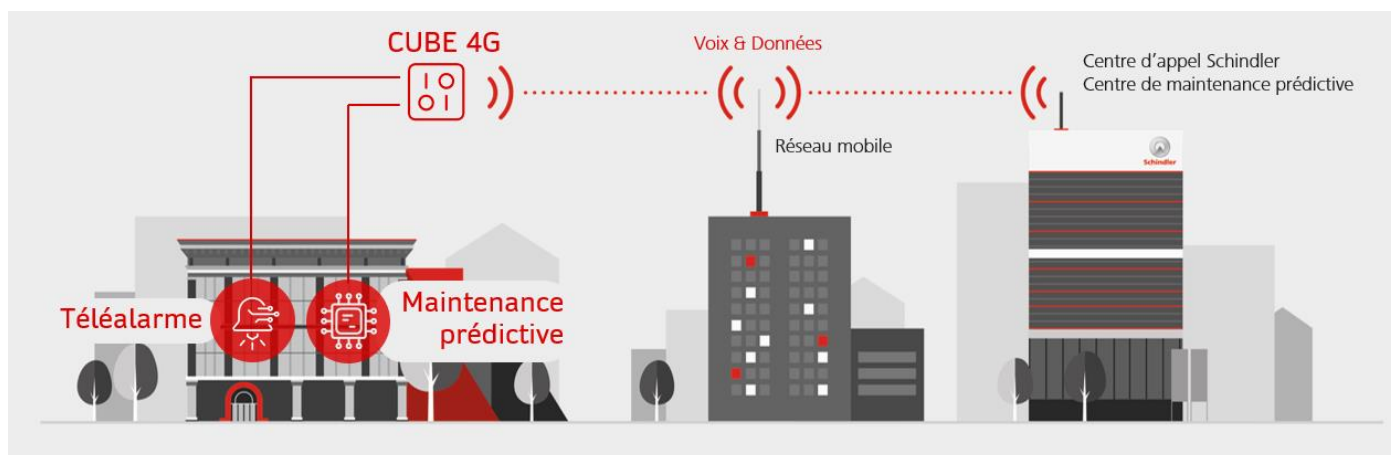 CUBE 4G
Voix & Données
Centre d'appel Schindler
Centre de maintenance prédictive
Réseau mobile
Schindler
Téléalarme
Maintenance
prédictive